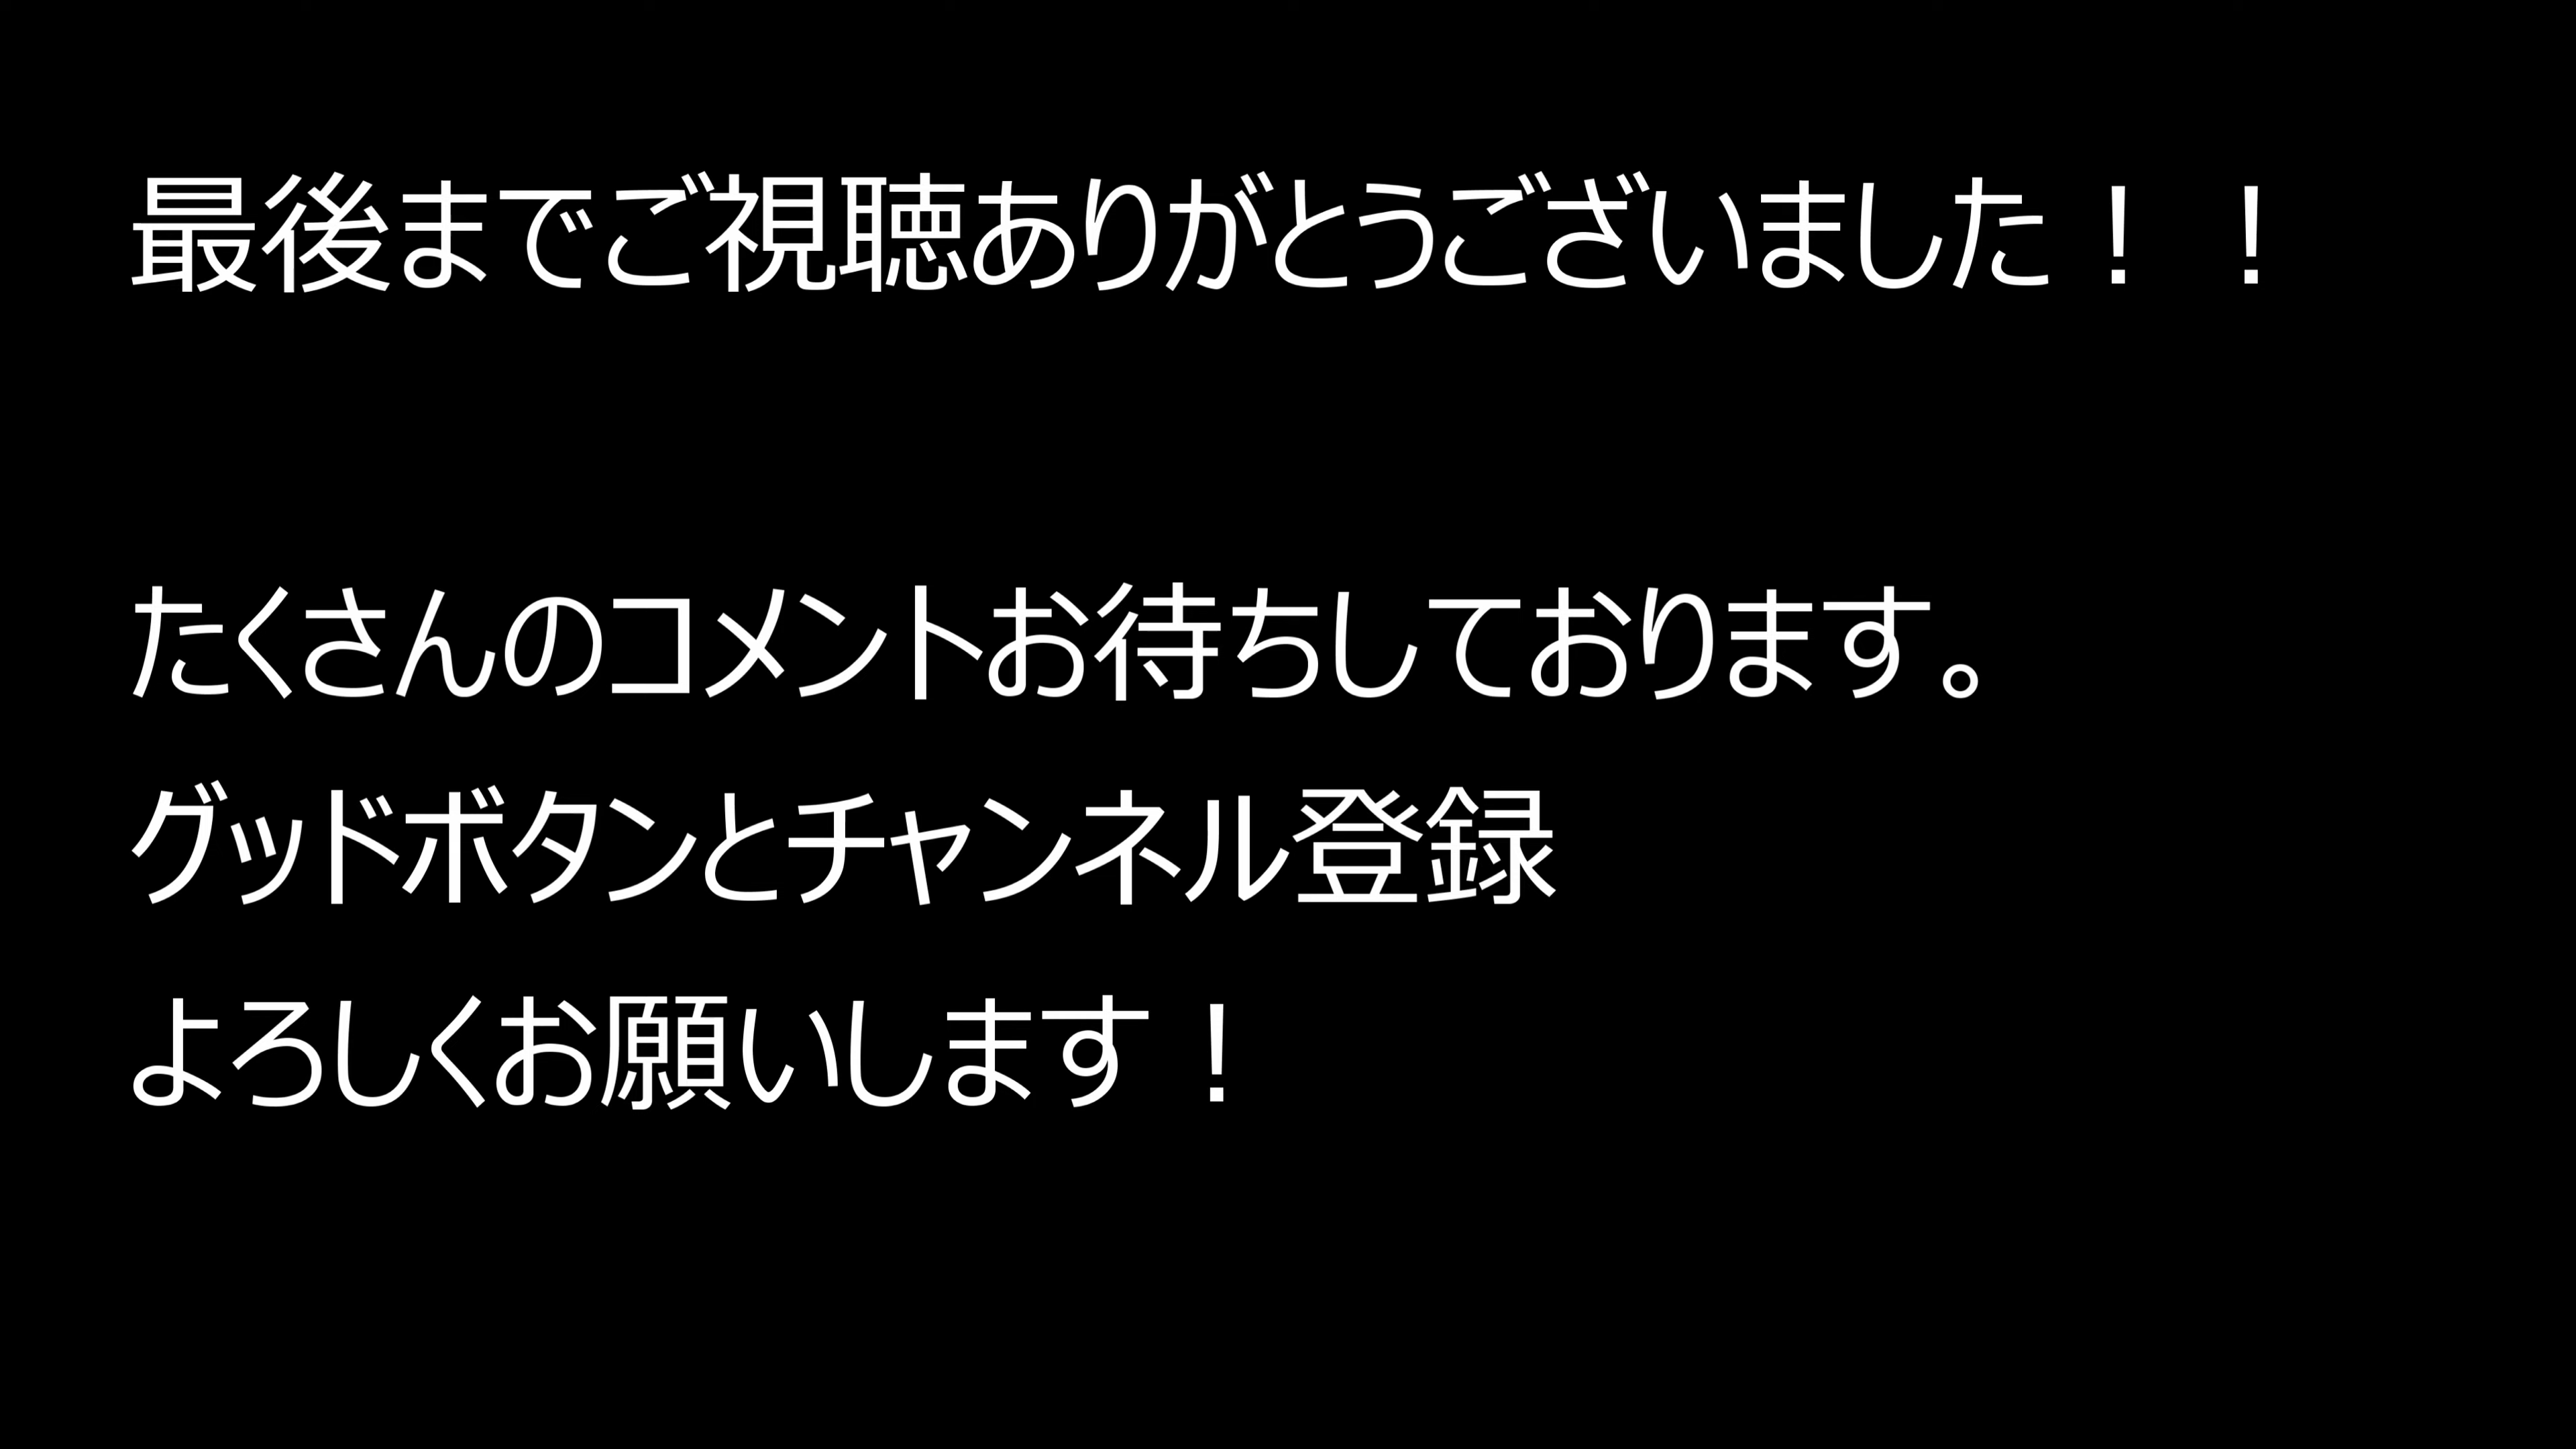 最後までご視聴ありがとうございました！！
たくさんのコメントお待ちしております。
グッドボタンとチャンネル登録
よろしくお願いします！